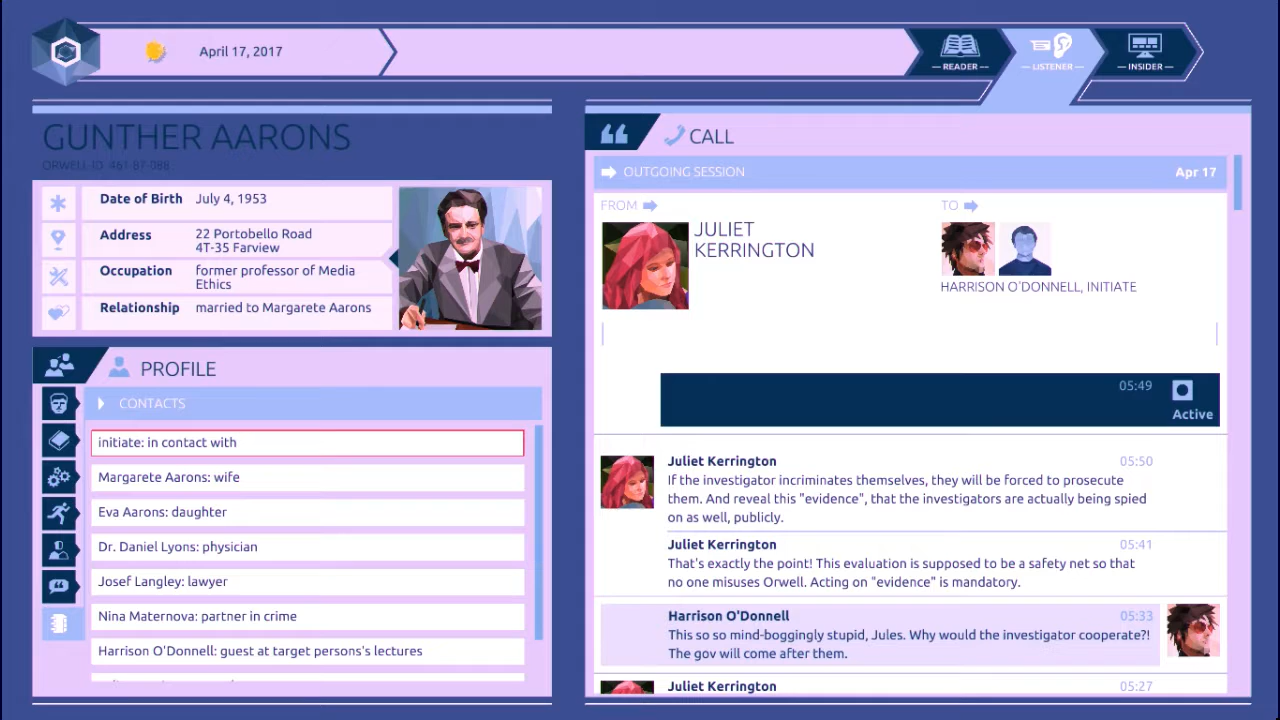 April 17, 2017
READER
LISTENER
INSIDER
GUNTHER AARONS
ORWELL ID 461-87-088
Date of Birth July 4, 1953
Address 22 Portobello Road
4T-35 Farview
Occupation former professor of Media
Ethics
Relationship married to Margarete Aarons
PROFILE
CONTACTS
initiate: in contact with
Margarete Aarons: wife
Eva Aarons: daughter
Dr. Daniel Lyons: physician
Josef Langley: lawyer
Nina Maternova: partner in crime
Harrison O'Donnell: guest at target persons's lectures
CALL
OUTGOING SESSION Apr 17
FROM TO
JULIET
KERRINGTON
HARRISON O'DONNELL, INITIATE
05:49
Active
Juliet Kerrington 05:50
If the investigator incriminates themselves, they will be forced to prosecute
them. And reveal this "evidence", that the investigators are actually being spied
on as well, publicly.
Juliet Kerrington 05:41
That's exactly the point! This evaluation is supposed to be a safety net so that
no one misuses Orwell. Acting on "evidence" is mandatory.
Harrison O'Donnell 05:33
This so so mind-boggling​ly stupid, Jules. Why would the investigator cooperate?!
The gov will come after them.
Juliet Kerrington 05:27